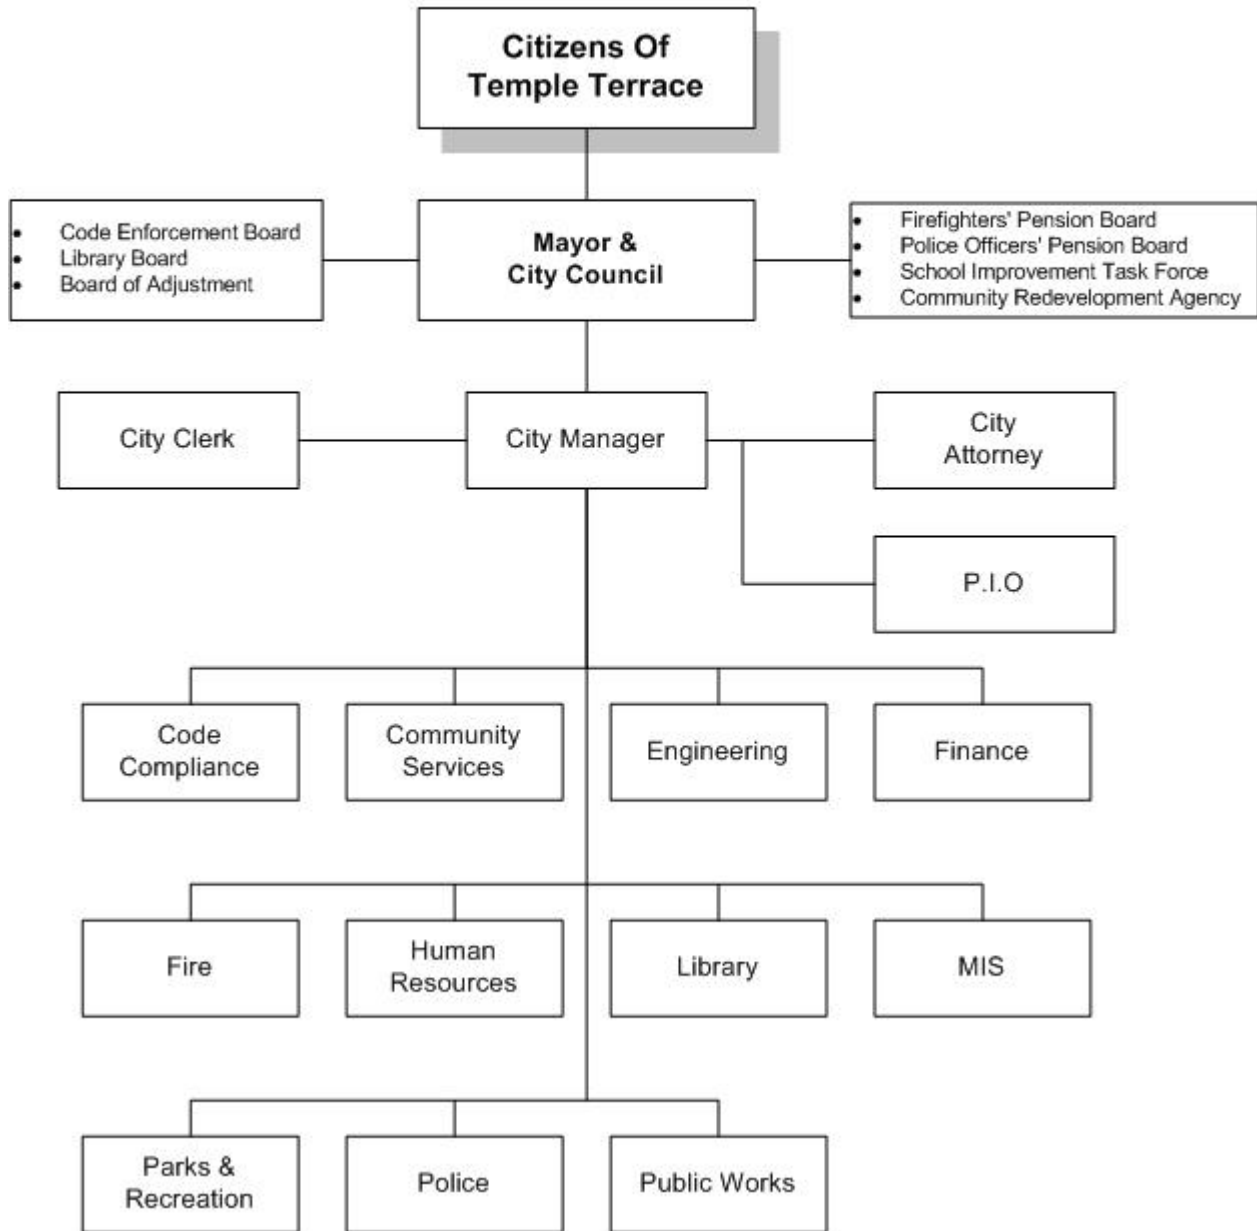 Citizens Of
Temple Terrace
• Code Enforcement Board
• Library Board
• Board of Adjustment
Mayor &
City Council
• Firefighters' Pension Board
• Police Officers' Pension Board
• School Improvement Task Force
• Community Redevelopment Agency
City Clerk
City Manager
City
Attorney
P.I.O
Code
Compliance
Community
Services
Engineering
Finance
Fire
Human
Resources
Library
MIS
Parks &
Recreation
Police
Public Works